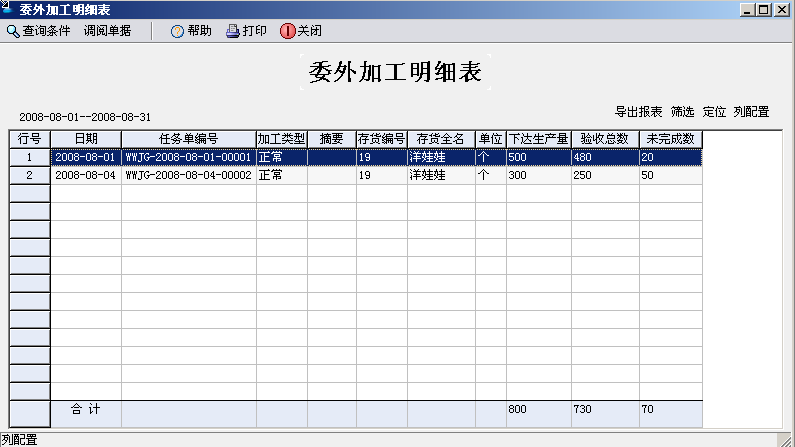 委外加工明细表
查询条件 调阅单据 帮助 打印 关闭
委外加工明细表
2008-08-01--2008-08-31
导出报表 筛选 定位 列配置
行号 日期 任务单编号 加工类型 摘要 存货编号 存货全名 单位 下达生产量 验收总数 未完成数
1 2008-08-01 WWJG-2008-08-01-00001 正常 19 洋娃娃 个 500 480 20
2 2008-08-04 WWJG-2008-08-04-00002 正常 19 洋娃娃 个 300 250 50
合 计 800 730 70
列配置